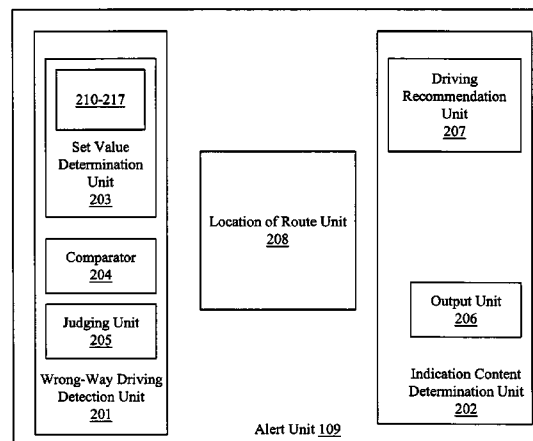 210-217
Set Value
Determination
Unit
203
Comparator
204
Judging Unit
205
Wrong-Way Driving
Detection Unit
201
Location of Route Unit
208
Driving
Recommendation
Unit
207
Output Unit
206
Indication Content
Determination Unit
202
Alert Unit 109